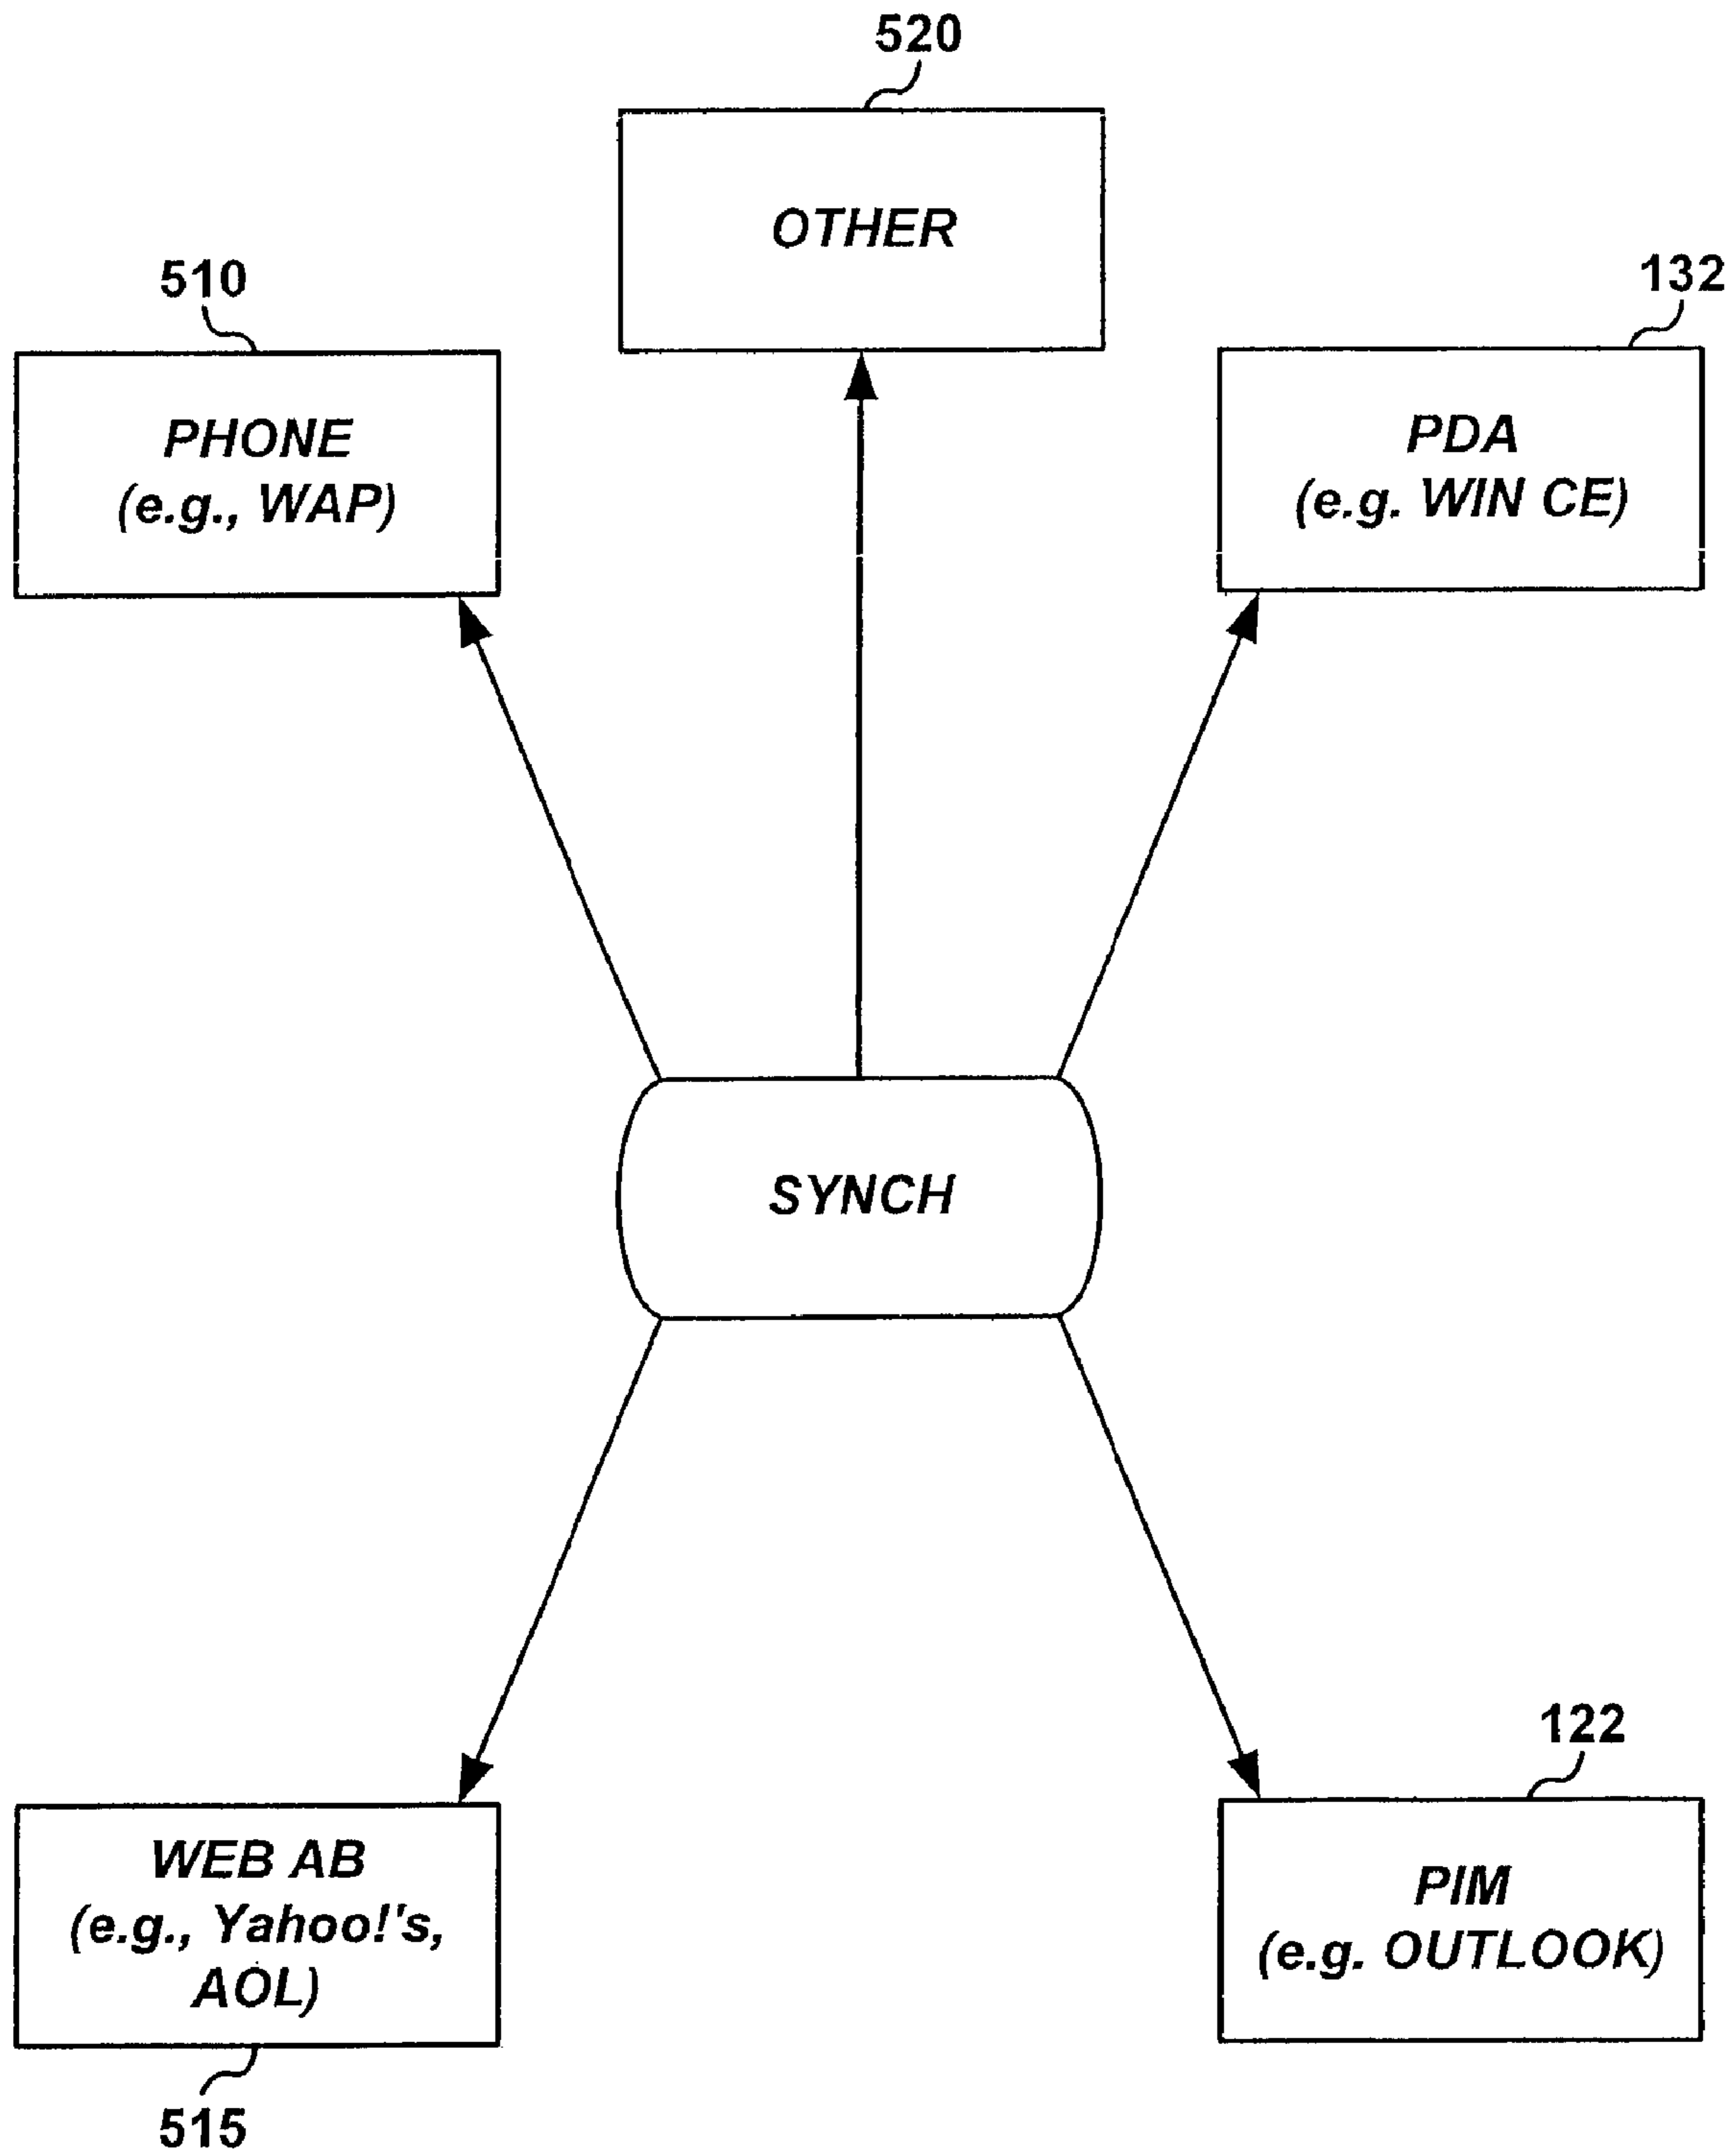 520
OTHER
510
PHONE
(e.g., WAP)
132
PDA
(e.g. WIN CE)
SYNCH
WEB AB
(e.g., Yahoo!'s,
AOL)
515
122
PIM
(e.g. OUTLOOK)